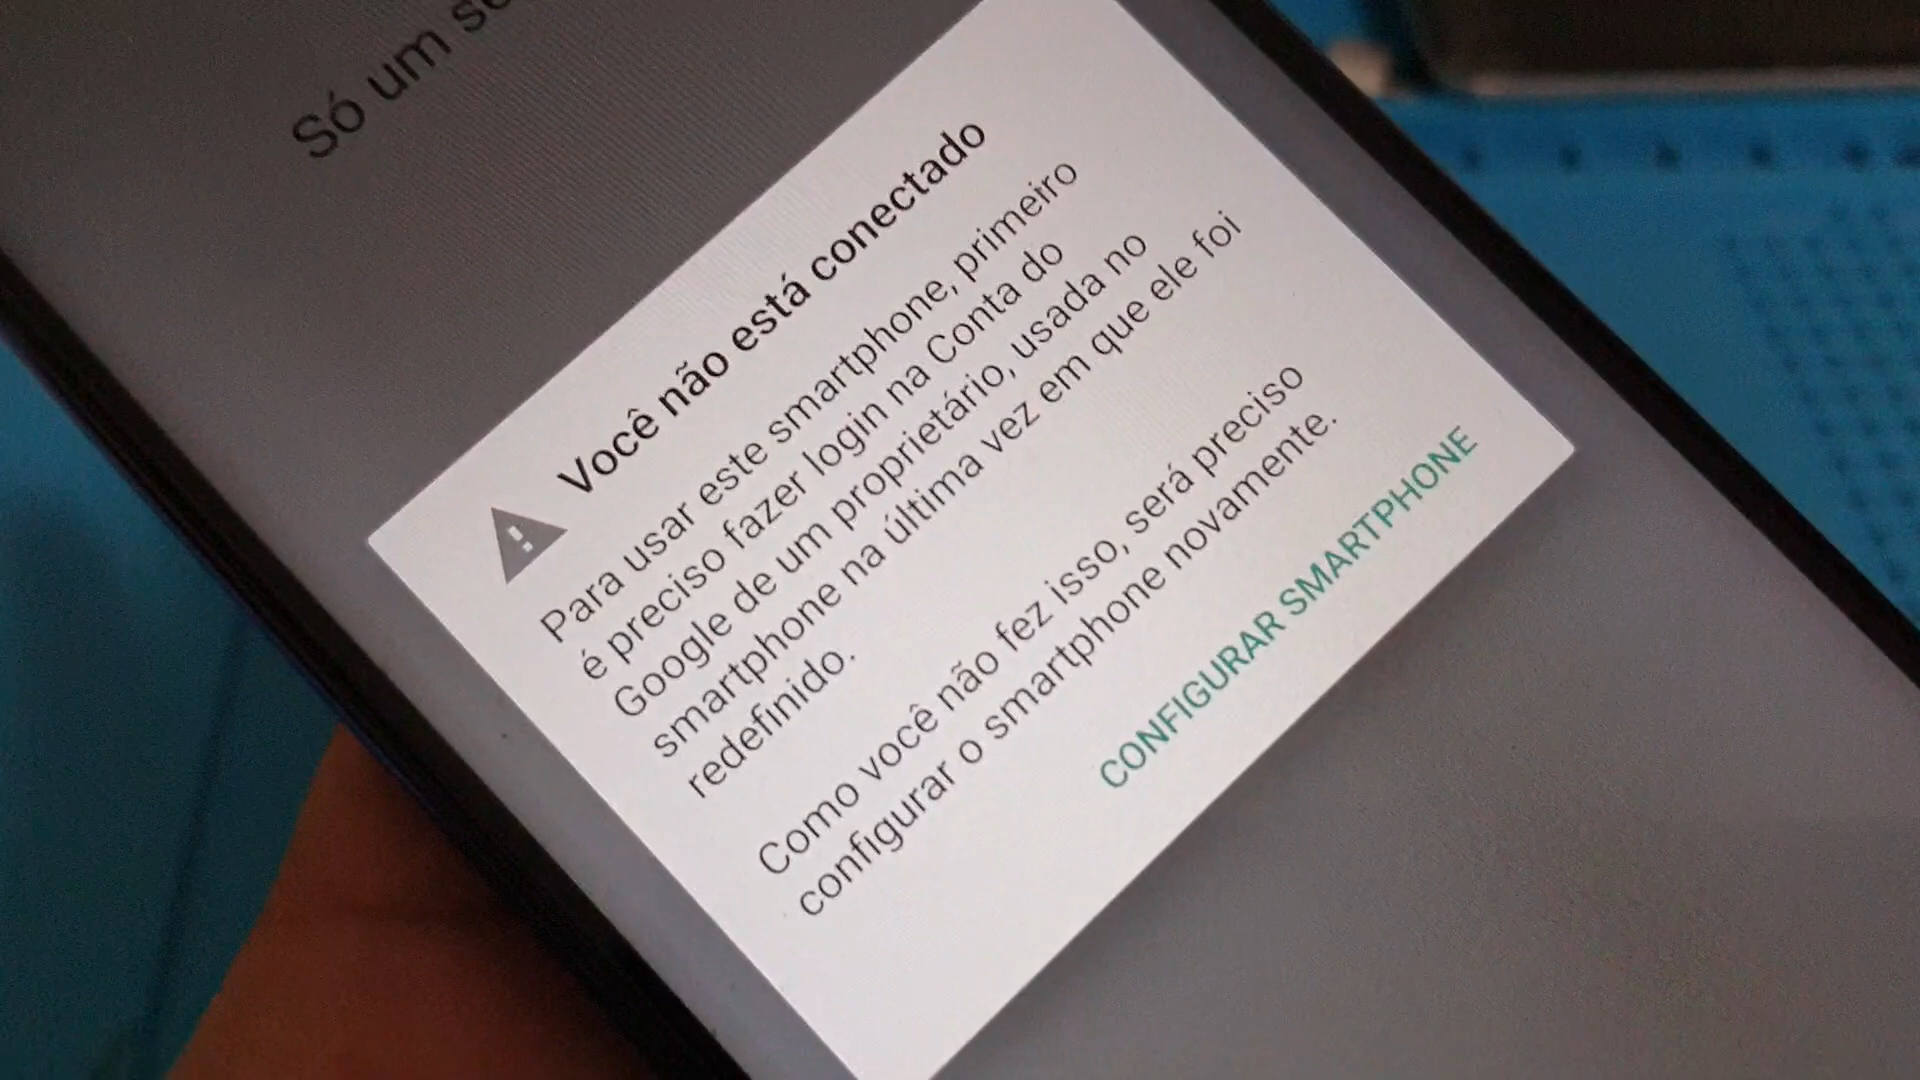 Só um
Você não está conectado
Para usar este smartphone, primeiro
é preciso fazer login na Conta do
Google de um proprietário, usada no
smartphone na última vez em que ele foi
redefinido.
Como você não fez isso, será preciso
configurar o smartphone novamente.
CONFIGURAR SMARTPHONE